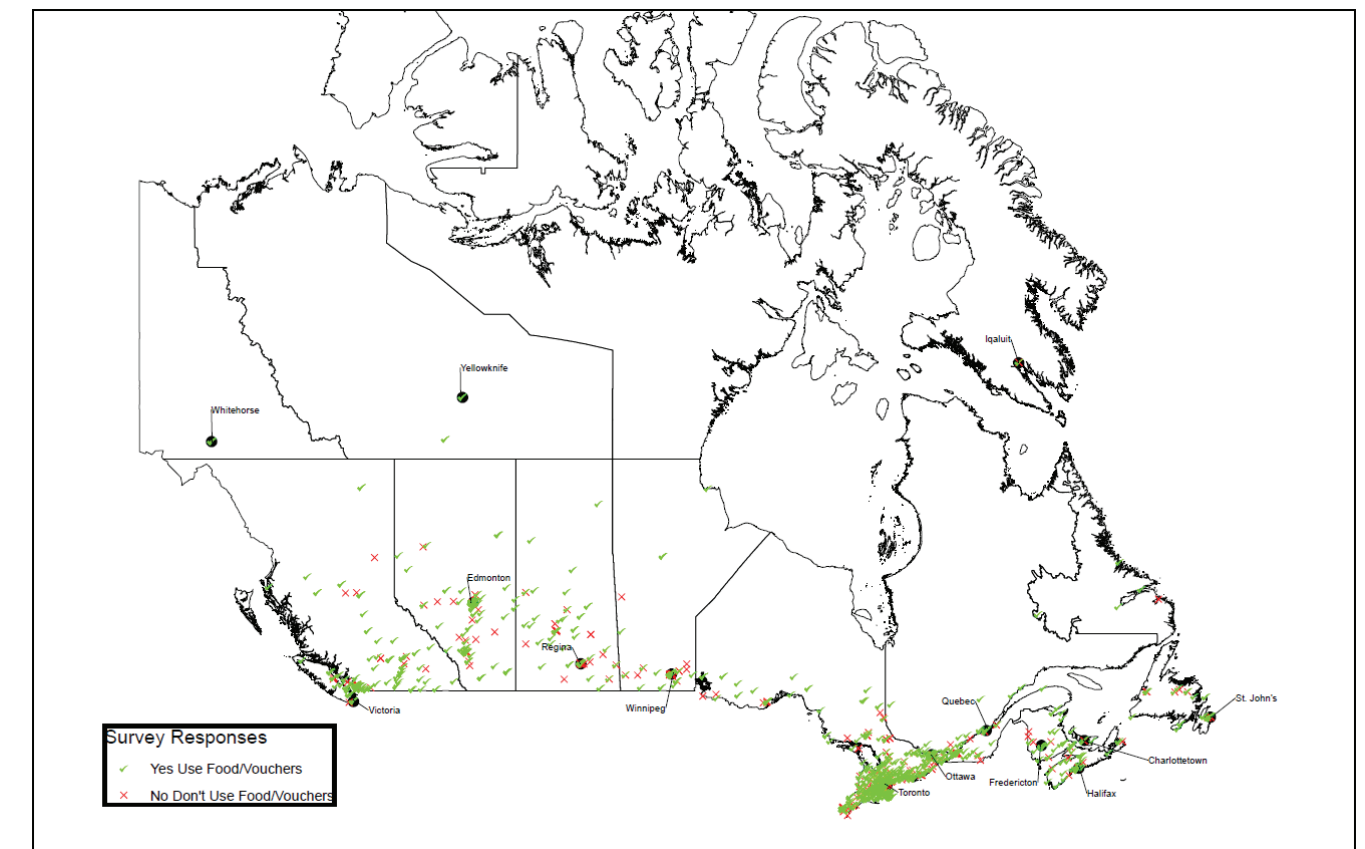 Iqaluit
Yellowknife
Whitehorse
Edmonton
Regina
Winnipeg
Victoria
Quebec
St. John's
Charlottetown
Ottawa
Fredericton
Toronto
Halifax
Survey Responses
Yes Use Food/Vouchers
No Don't Use Food/Vouchers